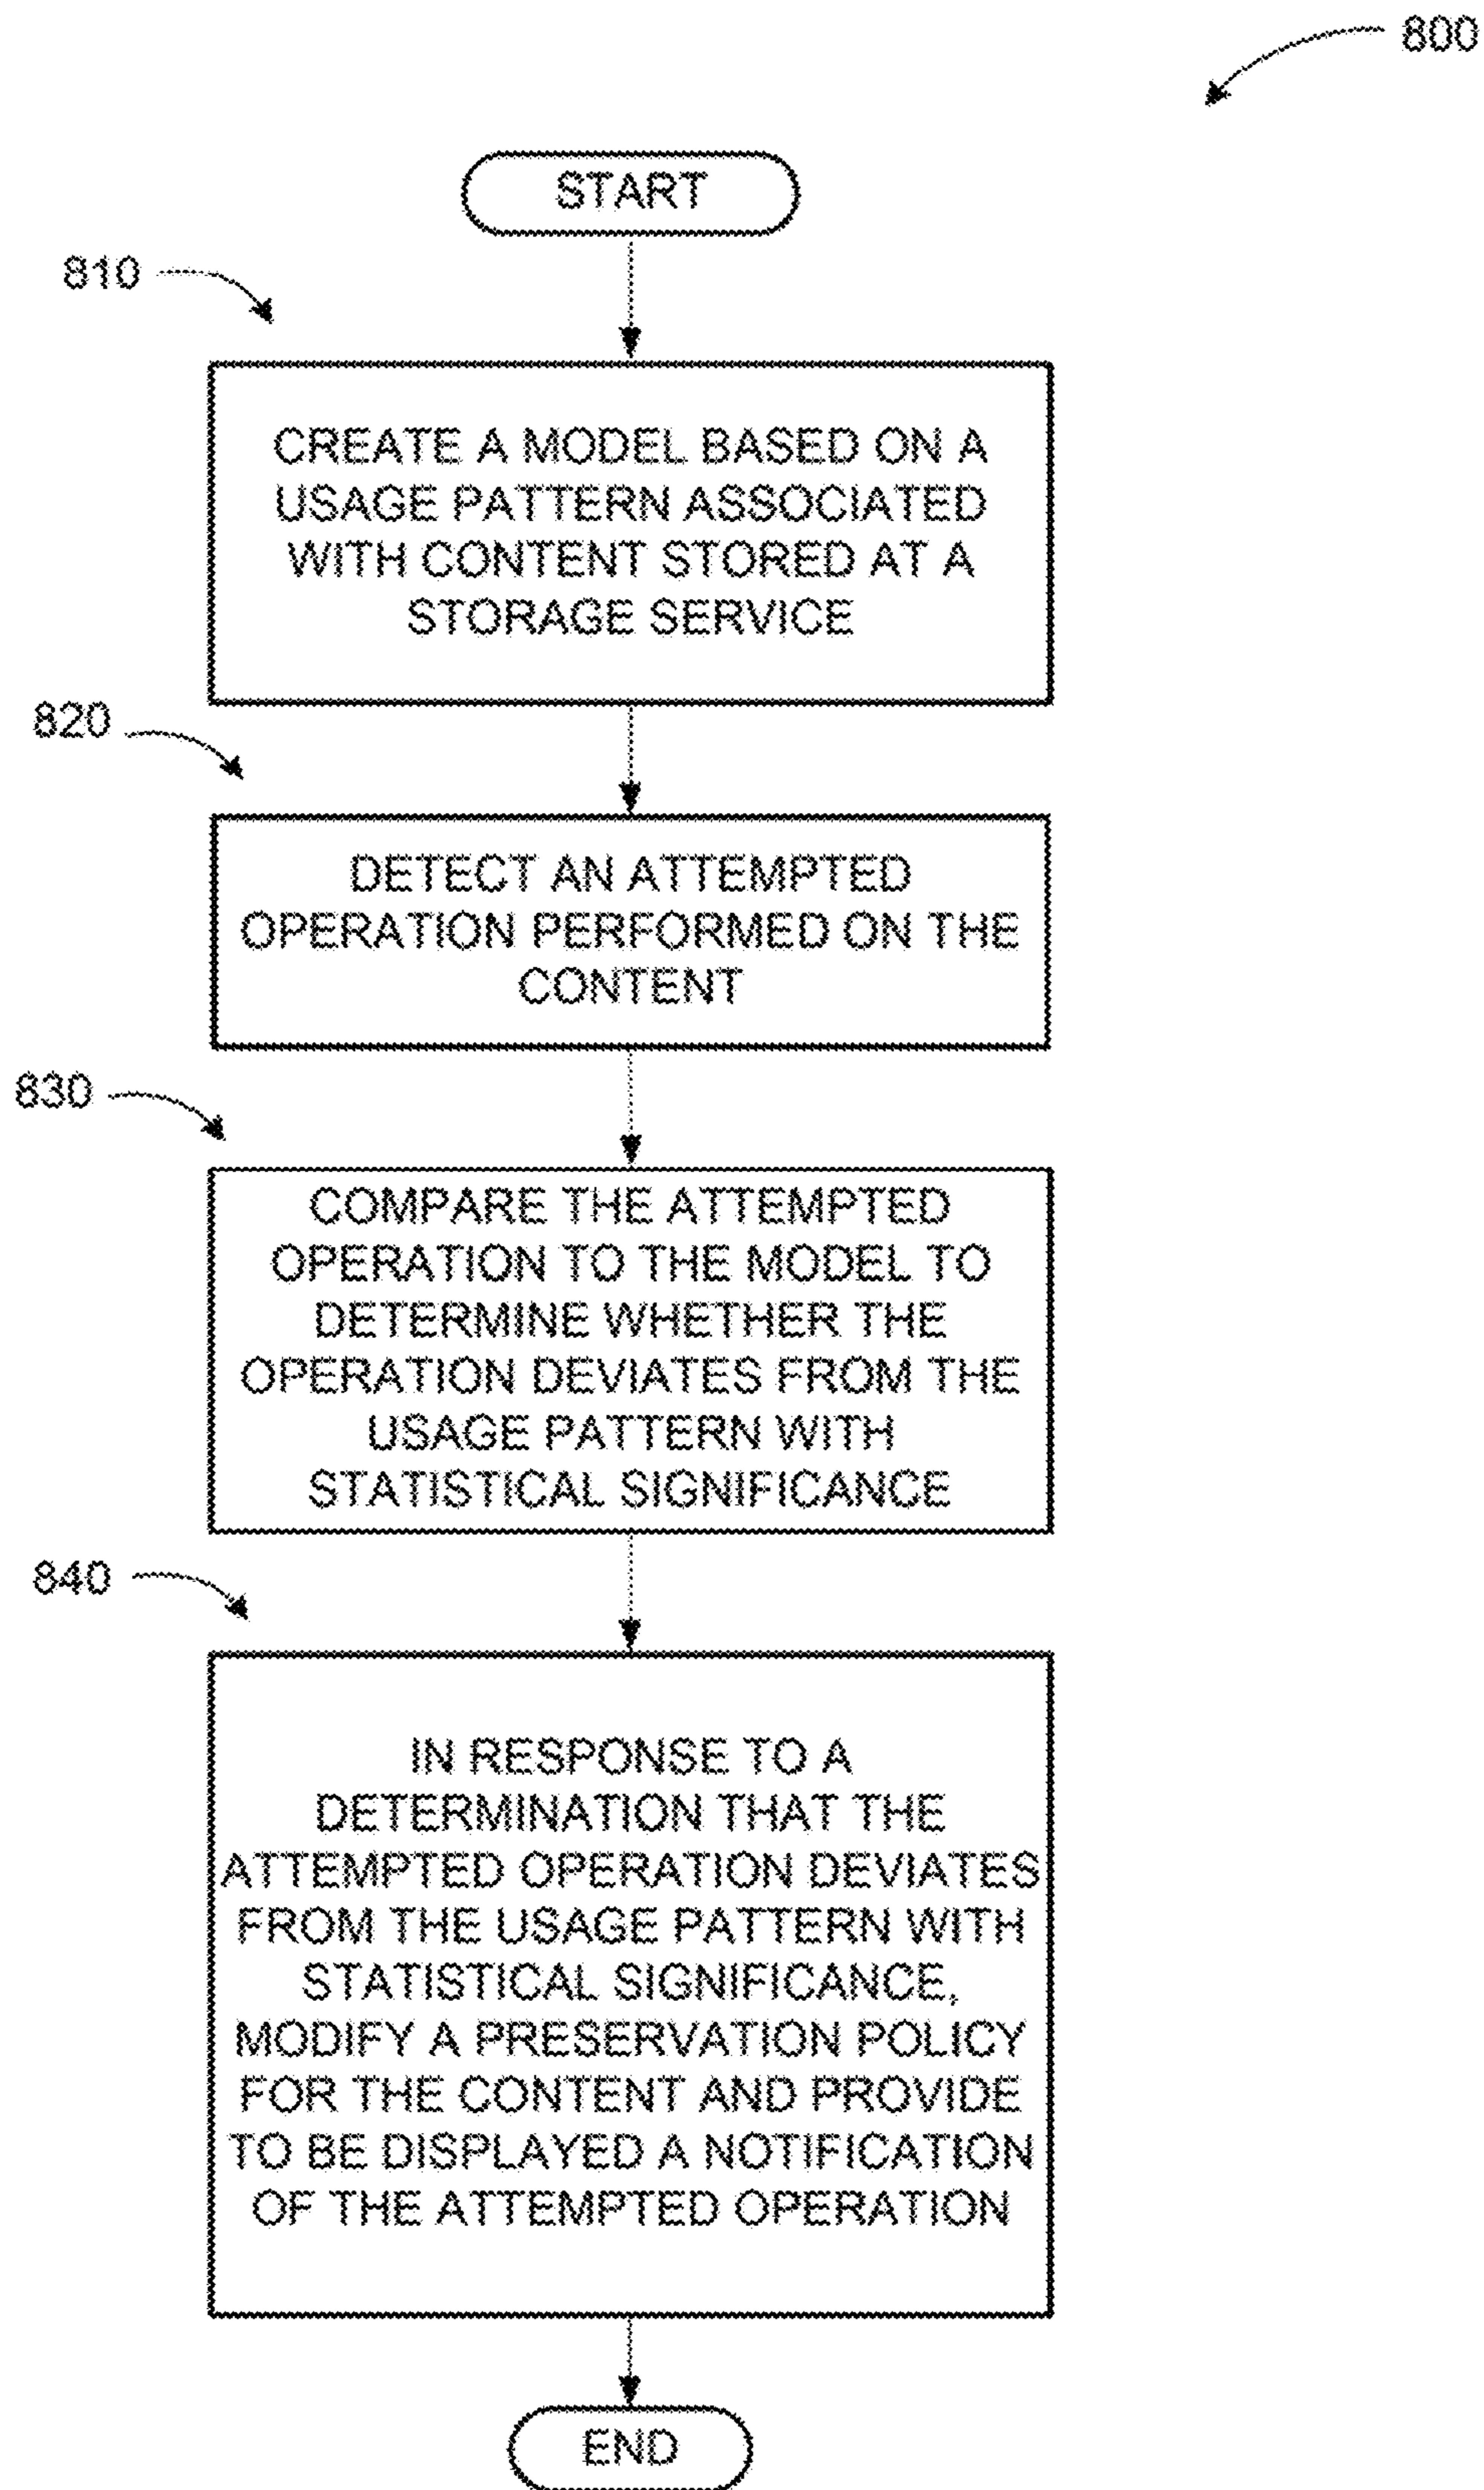 800
START
810
CREATE A MODEL BASED ON A
USAGE PATTERN ASSOCIATED
WITH CONTENT STORED AT A
STORAGE SERVICE
820
DETECT AN ATTEMPTED
OPERATION PERFORMED ON THE
CONTENT
830
COMPARE THE ATTEMPTED
OPERATION TO THE MODEL TO
DETERMINE WHETHER THE
OPERATION DEVIATES FROM THE
USAGE PATTERN WITH
STATISTICAL SIGNIFICANCE
840
IN RESPONSE TO A
DETERMINATION THAT THE
ATTEMPTED OPERATION DEVIATES
FROM THE USAGE PATTERN WITH
STATISTICAL SIGNIFICANCE,
MODIFY A PRESERVATION POLICY
FOR THE CONTENT AND PROVIDE
TO BE DISPLAYED A NOTIFICATION
OF THE ATTEMPTED OPERATION
END